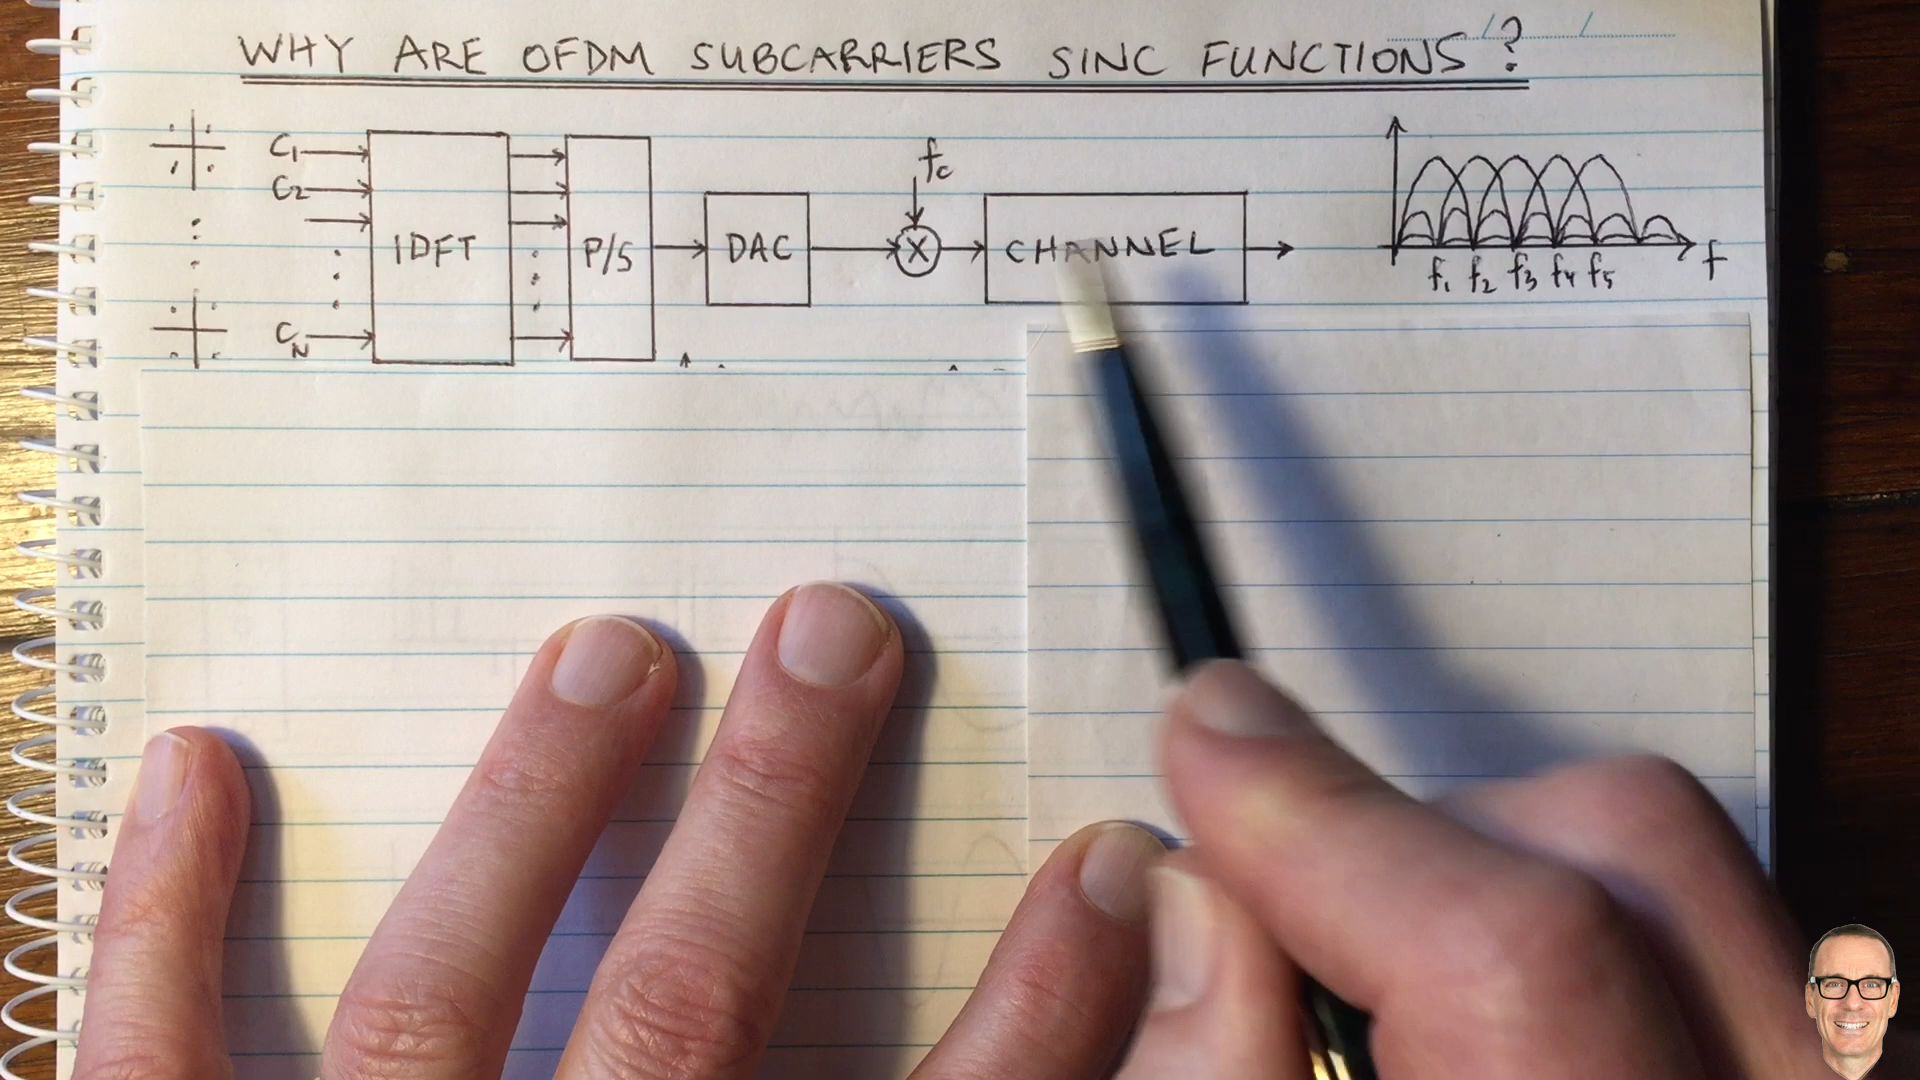 WHY ARE OFDM SUBCARRIERS SINC FUNCTIONS?
C1
C2
CN
IDFT
P/S
DAC
fc
X
CHANNEL
f1 f2 f3 f4 f5
f